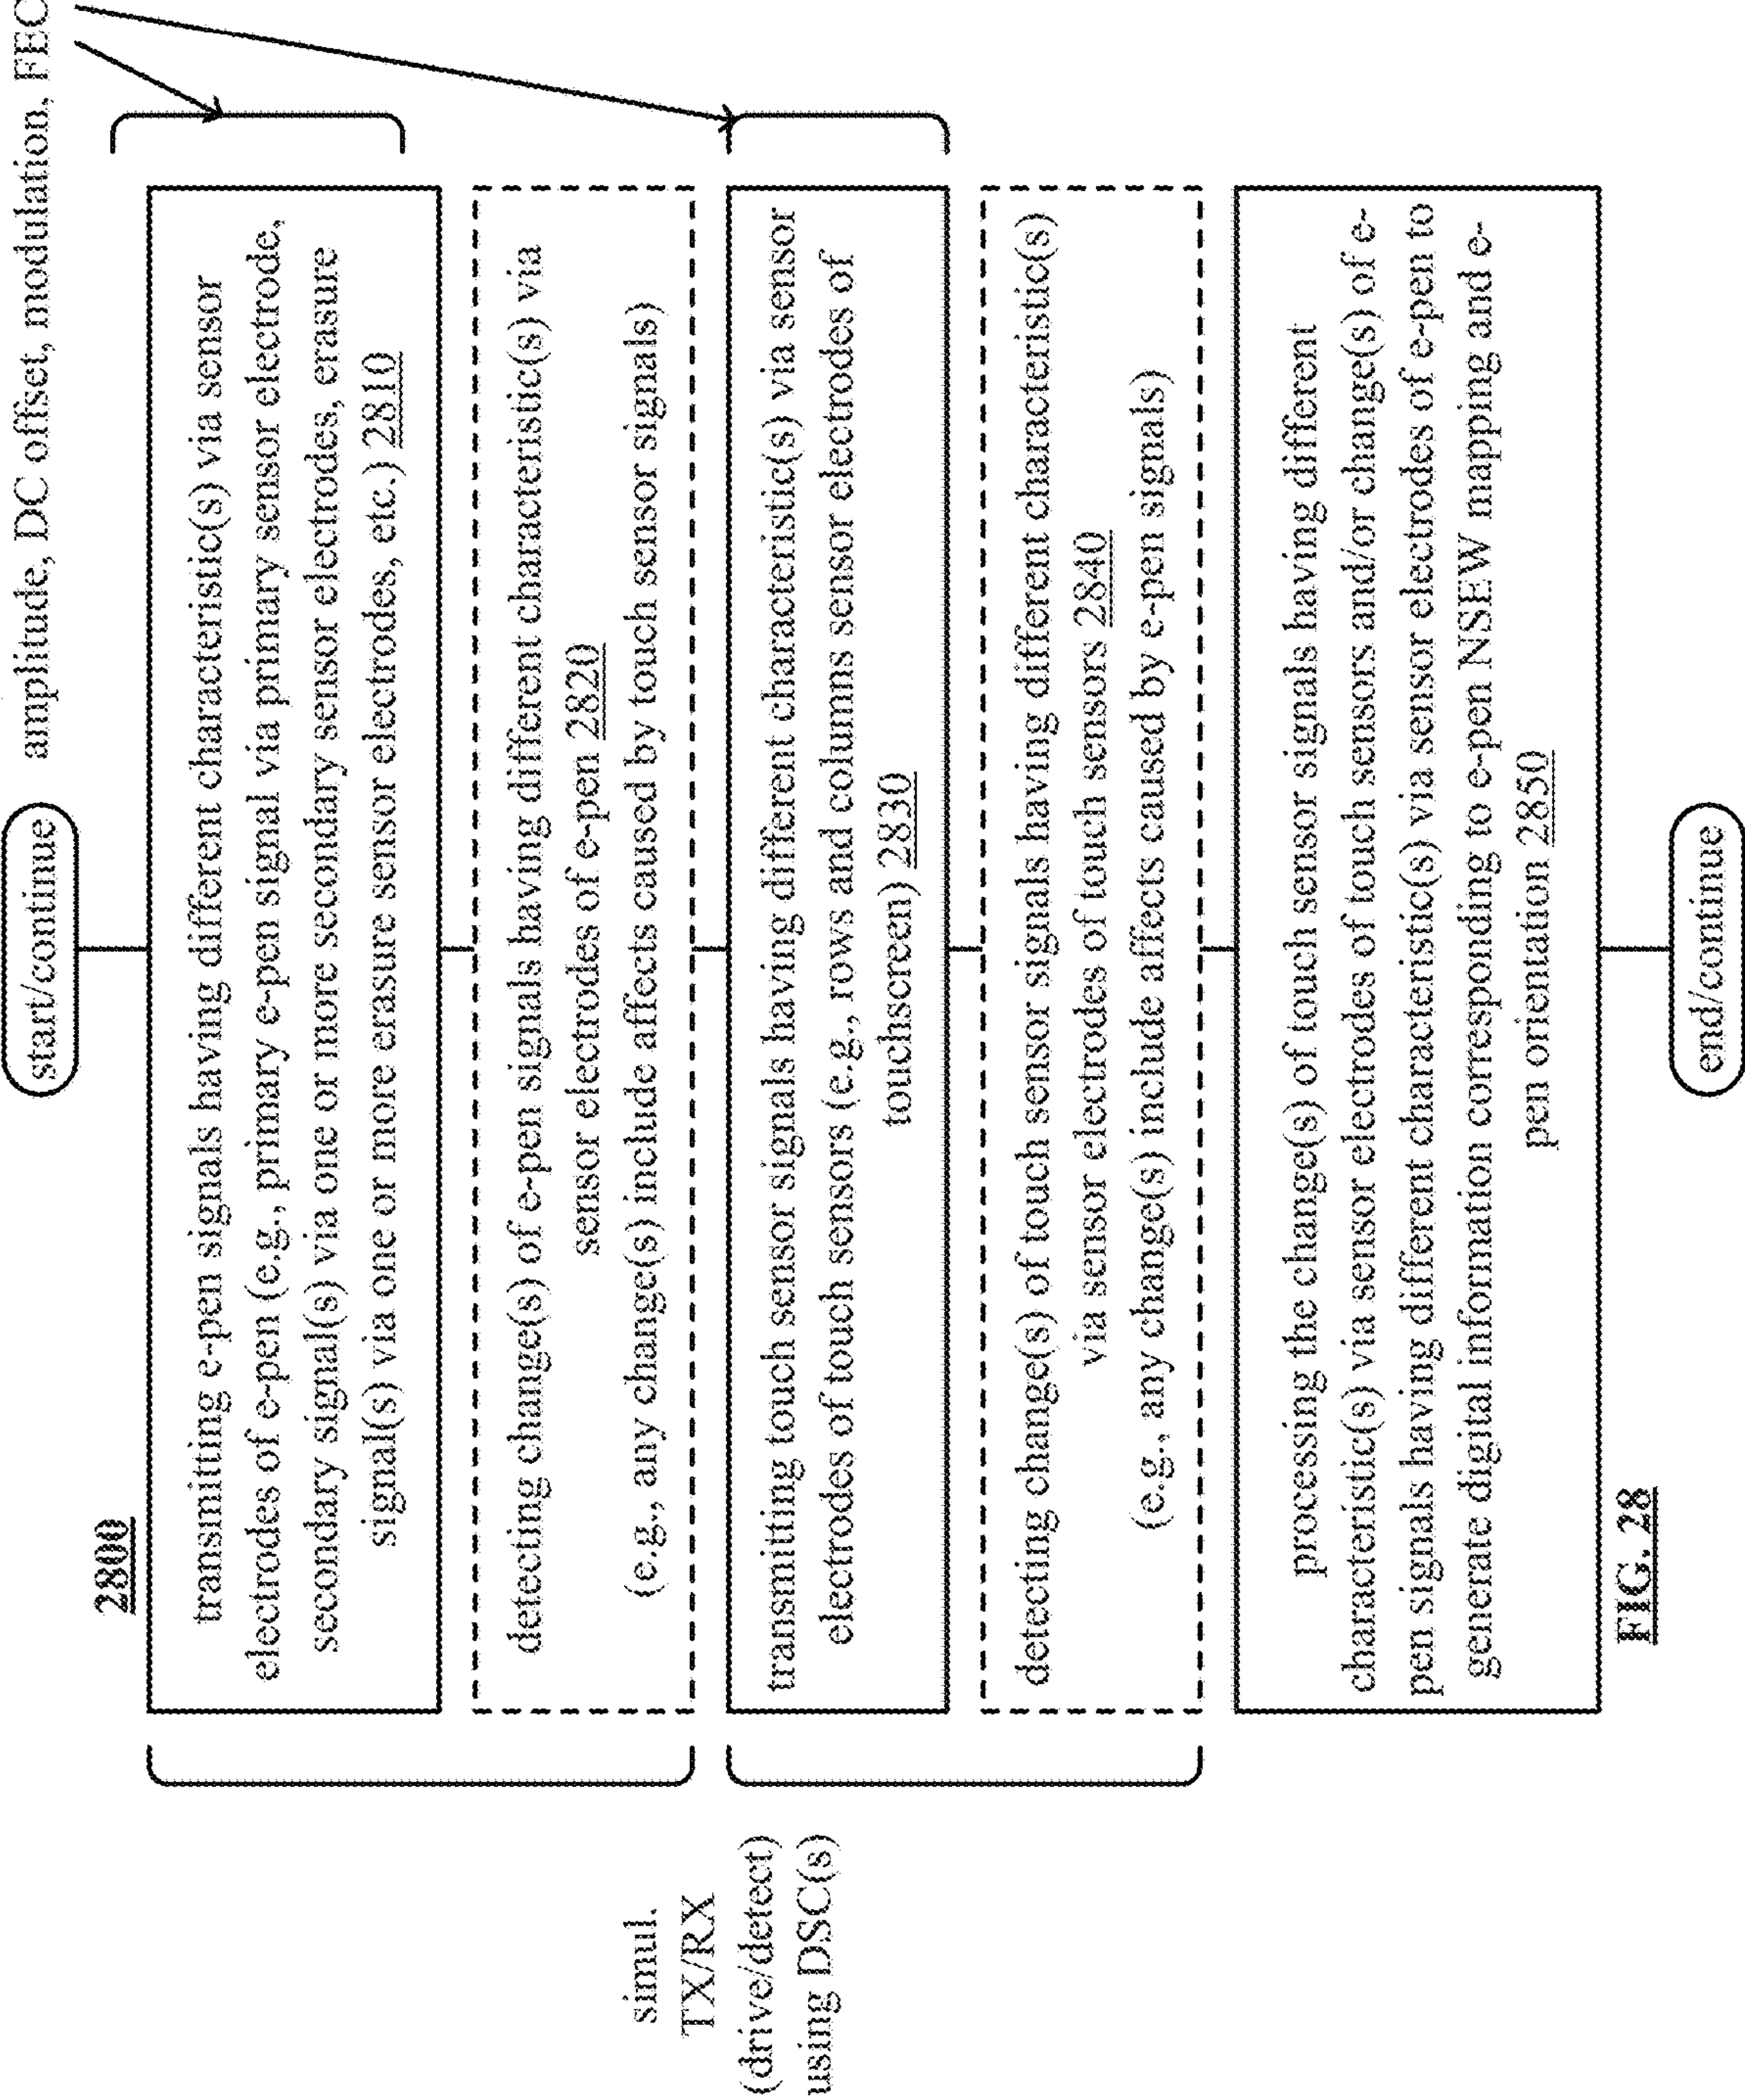 amplitude, DC offset, modulation, FEC
start/continue
2800
transmitting e-pen signals having different characteristic(s) via sensor
electrodes of e-pen (e.g., primary e-pen signal via primary sensor electrode,
secondary signal(s) via one or more secondary sensor electrodes, erasure
signal(s) via one or more erasure sensor electrodes, etc.) 2810
detecting change(s) of e-pen signals having different characteristic(s) via
sensor electrodes of e-pen 2820
(e.g., any change(s) include affects caused by touch sensor signals)
transmitting touch sensor signals having different characteristic(s) via sensor
electrodes of touch sensors (e.g., rows and columns sensor electrodes of
touchscreen) 2830
detecting change(s) of touch sensor signals having different characteristic(s)
via sensor electrodes of touch sensors 2840
(e.g., any change(s) include affects caused by e-pen signals)
processing the change(s) of touch sensor signals having different
characteristic(s) via sensor electrodes of touch sensors and/or change(s) of e-
pen signals having different characteristic(s) via sensor electrodes of e-pen to
generate digital information corresponding to e-pen NSEW mapping and e-
pen orientation 2850
end/continue
simul.
TX/RX
(drive/detect)
using DSC(s)
FIG. 28